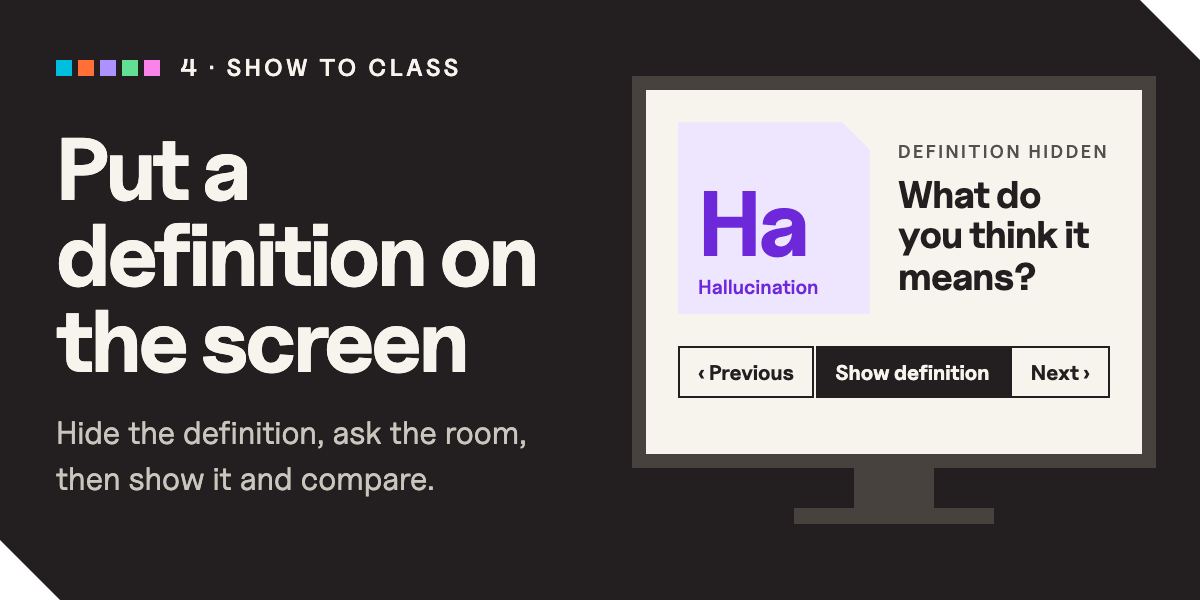 4 · SHOW TO CLASS
Put a
definition on
the screen
Hide the definition, ask the room,
then show it and compare.
Ha
Hallucination
DEFINITION HIDDEN
What do
you think it
means?
‹ Previous
Show definition
Next ›